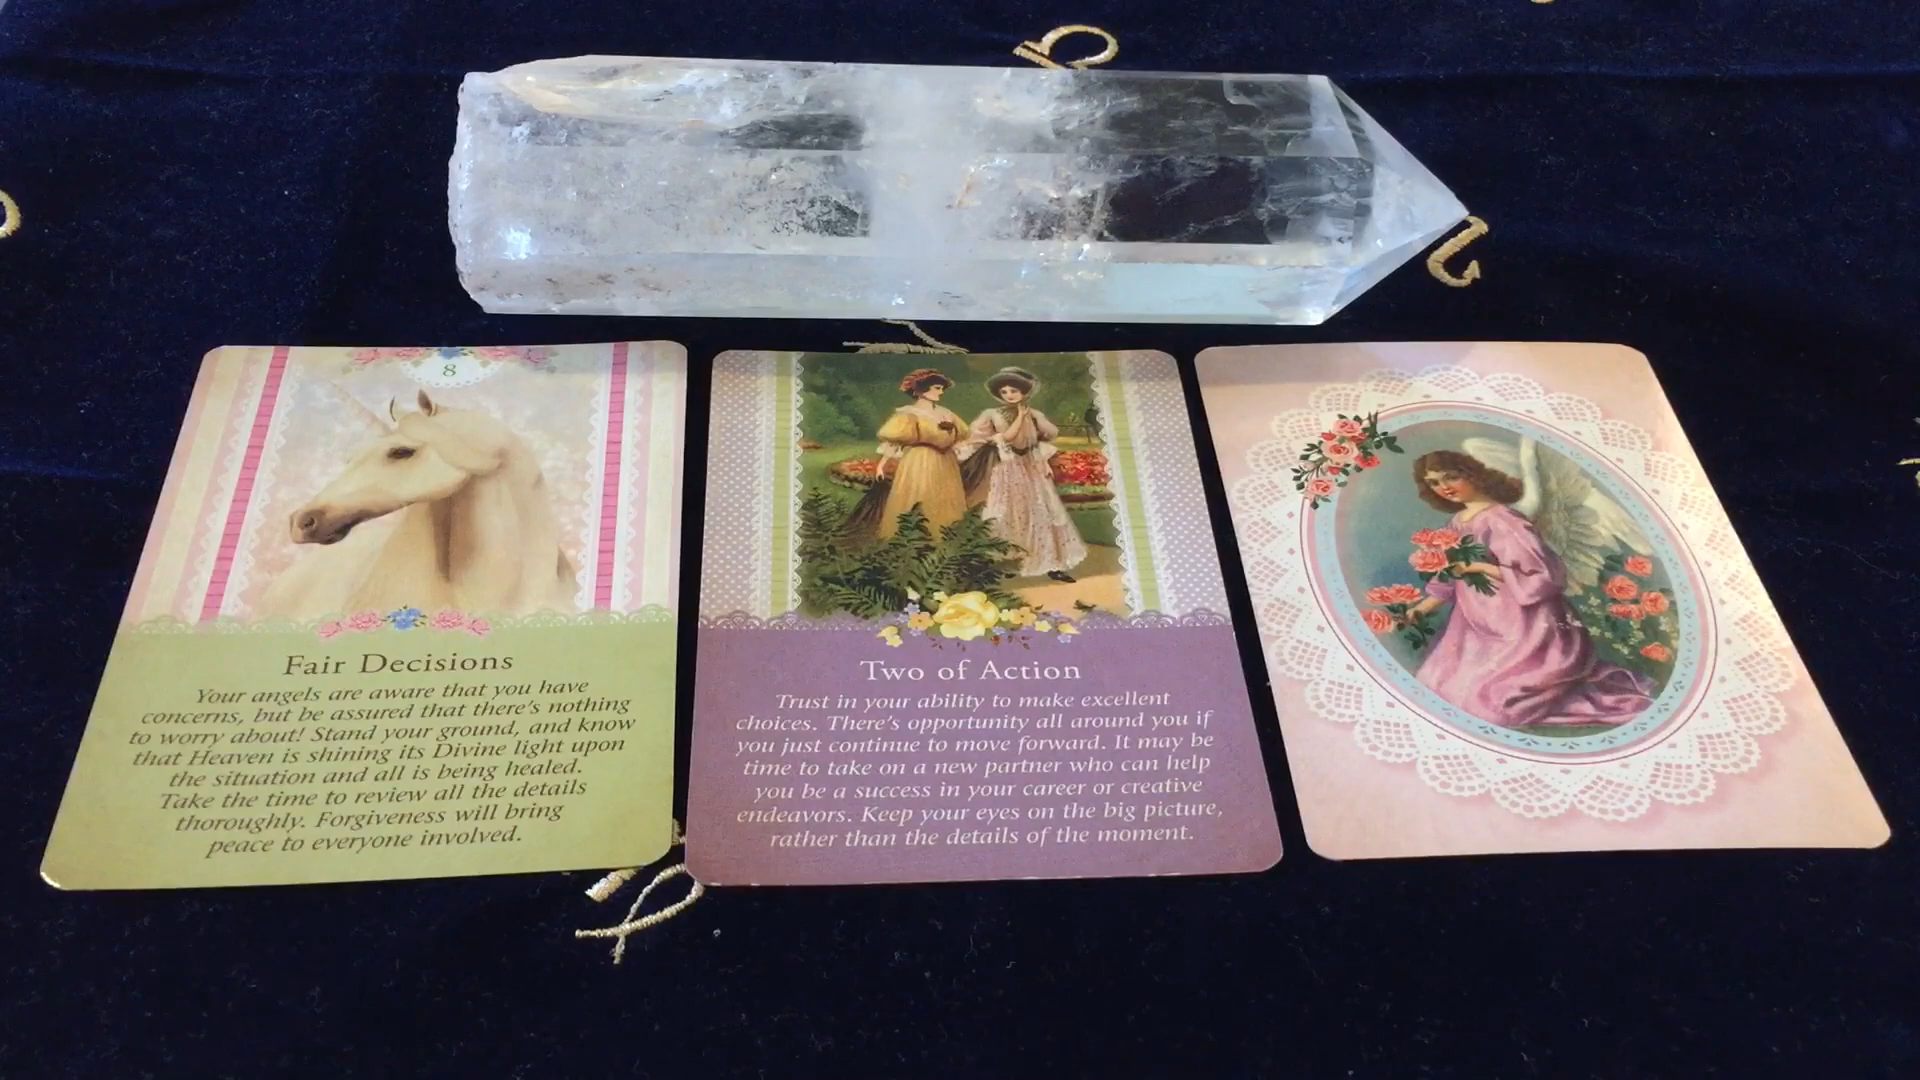 8
Fair Decisions
Your angels are aware that you have
concerns, but be assured that there's nothing
to worry about! Stand your ground, and know
that Heaven is shining its Divine light upon
the situation and all is being healed.
Take the time to review all the details
thoroughly. Forgiveness will bring
peace to everyone involved.
Two of Action
Trust in your ability to make excellent
choices. There's opportunity all around you if
you just continue to move forward. It may be
time to take on a new partner who can help
you be a success in your career or creative
endeavors. Keep your eyes on the big picture,
rather than the details of the moment.